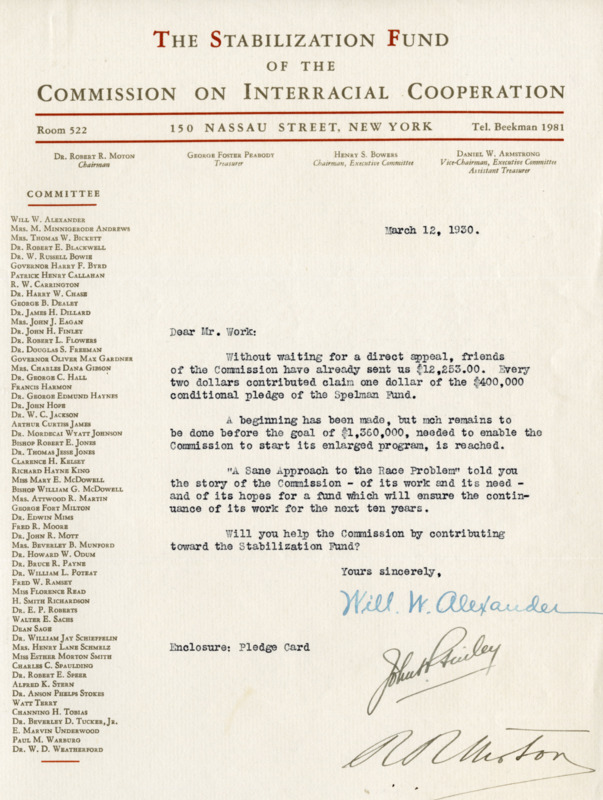 The Stabilization Fund
of the
Commission on Interracial Cooperation
Room 522 150 Nassau Street, New York Tel. Beekman 1981
Dr. Robert R. Moton
Chairman
George Foster Peabody
Treasurer
Henry S. Bowers
Chairman, Executive Committee
Daniel W. Armstrong
Vice-Chairman, Executive Committee
Assistant Treasurer
COMMITTEE
Will W. Alexander
Mrs. M. Minnigerode Andrews
Mrs. Thomas W. Bickett
Dr. Robert E. Blackwell
Dr. W. Russell Bowie
Governor Harry F. Byrd
Patrick Henry Callahan
R. W. Carrington
Dr. Harry W. Chase
George B. Dealey
Dr. James H. Dillard
Mrs. John J. Eagan
Dr. John H. Finley
Dr. Robert L. Flowers
Dr. Douglas S. Freeman
Governor Oliver Max Gardner
Mrs. Charles Dana Gibson
Dr. George C. Hall
Francis Harmon
Dr. George Edmund Haynes
Dr. John Hope
Dr. W. C. Jackson
Arthur Curtiss James
Dr. Mordecai Wyatt Johnson
Bishop Robert E. Jones
Dr. Thomas Jesse Jones
Clarence H. Kelsey
Richard Hayne King
Miss Mary E. McDowell
Bishop William G. McDowell
Mrs. Attwood R. Martin
George Fort Milton
Dr. Edwin Mims
Fred R. Moore
Dr. John R. Mott
Mrs. Beverley B. Munford
Dr. Howard W. Odum
Dr. Bruce R. Payne
Dr. William L. Poteat
Fred W. Ramsey
Miss Florence Read
H. Smith Richardson
Dr. E. P. Roberts
Walter E. Sachs
Dean Sage
Dr. William Jay Schieffelin
Mrs. Henry Lane Schmelz
Miss Esther Morton Smith
Charles C. Spaulding
Dr. Robert E. Speer
Alfred K. Stern
Dr. Anson Phelps Stokes
Watt Terry
Channing H. Tobias
Dr. Beverley D. Tucker, Jr.
E. Marvin Underwood
Paul M. Warburg
Dr. W. D. Weatherford
March 12, 1930.
Dear Mr. Work:
Without waiting for a direct appeal, friends
of the Commission have already sent us $12,253.00. Every
two dollars contributed claim one dollar of the $400,000
conditional pledge of the Spelman Fund.
A beginning has been made, but mch remains to
be done before the goal of $1,360,000, needed to enable the
Commission to start its enlarged program, is reached.
"A Sane Approach to the Race Problem" told you
the story of the Commission - of its work and its need -
and of its hopes for a fund which will ensure the contin-
uance of its work for the next ten years.
Will you help the Commission by contributing
toward the Stabilization Fund?
Yours sincerely,
Will. W. Alexander
Enclosure: Pledge Card
John H. Finley
R R Moton